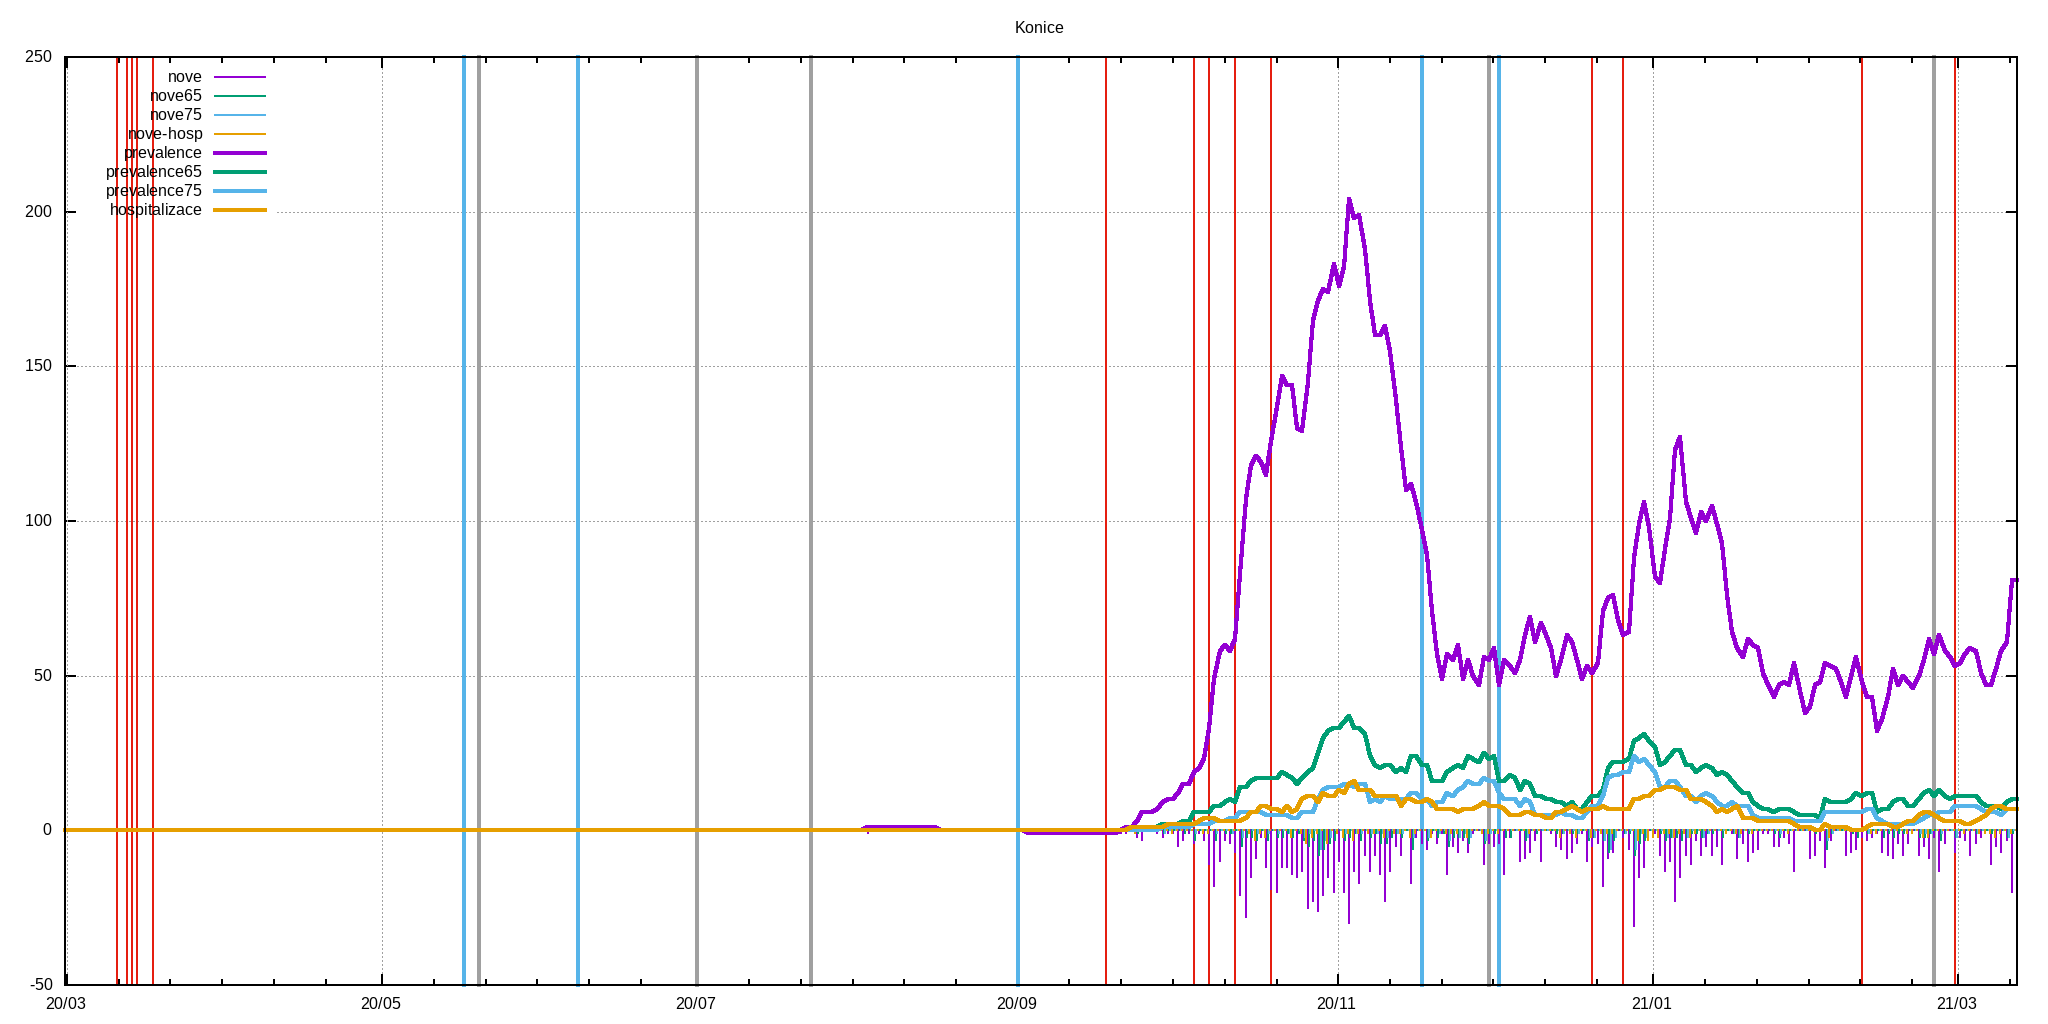 Konice
250
nove
nove65
nove75
nove-hosp
prevalence
prevalence65
prevalence75
hospitalizace
200
150
100
50
0
-50
20/03 20/05 20/07 20/09 20/11 21/01 21/03